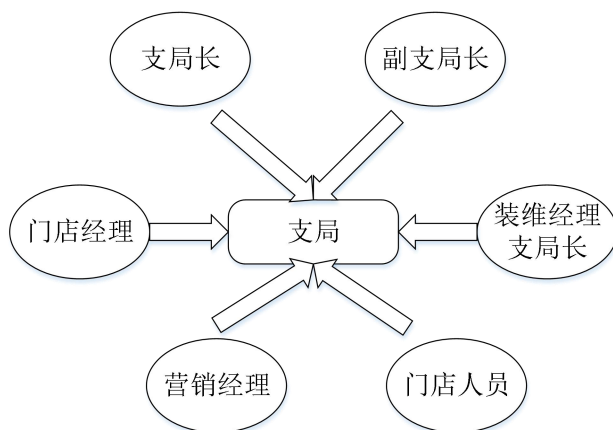 支局长
副支局长
门店经理
支局
装维经理
支局长
营销经理
门店人员